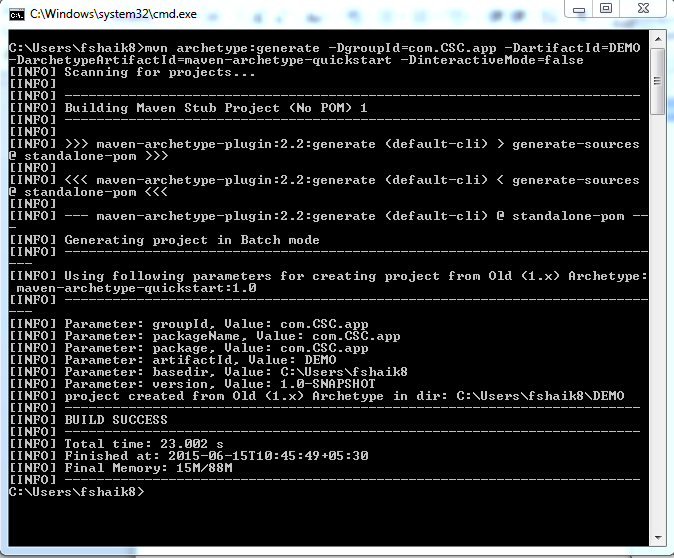 C:\Windows\system32\cmd.exe
C:\Users\fshaik8>mvn archetype:generate -DgroupId=com.CSC.app -DartifactId=DEMO
-DarchetypeArtifactId=maven-archetype-quickstart -DinteractiveMode=false
[INFO] Scanning for projects...
[INFO]
[INFO] ------------------------------------------------------------------------
[INFO] Building Maven Stub Project (No POM) 1
[INFO] ------------------------------------------------------------------------
[INFO]
[INFO] >>> maven-archetype-plugin:2.2:generate (default-cli) > generate-sources
@ standalone-pom >>>
[INFO]
[INFO] <<< maven-archetype-plugin:2.2:generate (default-cli) < generate-sources
@ standalone-pom <<<
[INFO]
[INFO] --- maven-archetype-plugin:2.2:generate (default-cli) @ standalone-pom --
-
[INFO] Generating project in Batch mode
[INFO] -------------------------------------------------------------------------
---
[INFO] Using following parameters for creating project from Old (1.x) Archetype:
maven-archetype-quickstart:1.0
[INFO] -------------------------------------------------------------------------
---
[INFO] Parameter: groupId, Value: com.CSC.app
[INFO] Parameter: packageName, Value: com.CSC.app
[INFO] Parameter: package, Value: com.CSC.app
[INFO] Parameter: artifactId, Value: DEMO
[INFO] Parameter: basedir, Value: C:\Users\fshaik8
[INFO] Parameter: version, Value: 1.0-SNAPSHOT
[INFO] project created from Old (1.x) Archetype in dir: C:\Users\fshaik8\DEMO
[INFO] ------------------------------------------------------------------------
[INFO] BUILD SUCCESS
[INFO] ------------------------------------------------------------------------
[INFO] Total time: 23.002 s
[INFO] Finished at: 2015-06-15T10:45:49+05:30
[INFO] Final Memory: 15M/88M
[INFO] ------------------------------------------------------------------------
C:\Users\fshaik8>